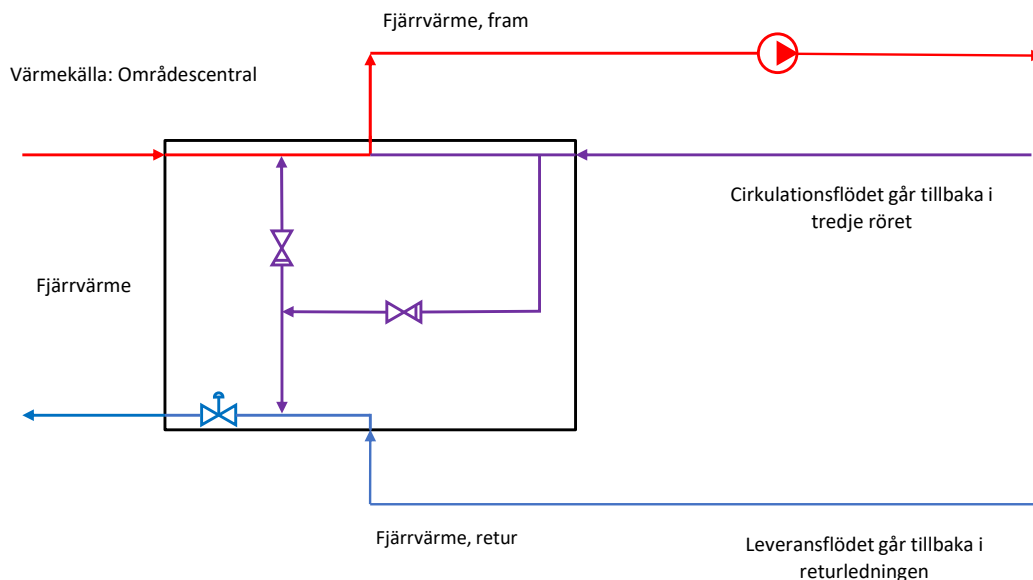 Fjärrvärme, fram
Värmekälla: Områdescentral
Cirkulationsflödet går tillbaka i
tredje röret
Fjärrvärme
Fjärrvärme, retur
Leveransflödet går tillbaka i
returledningen